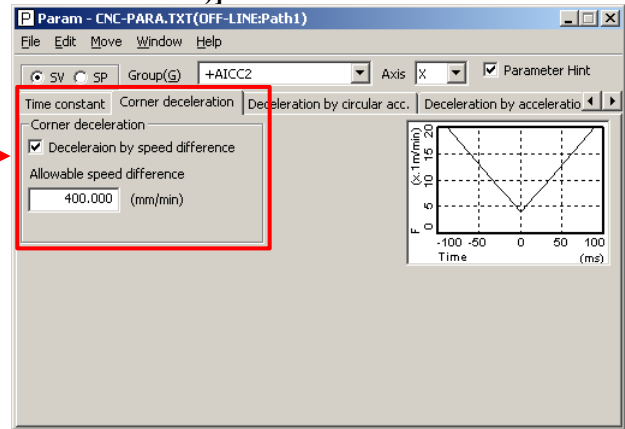 Param - CNC-PARA.TXT(OFF-LINE:Path1)
File Edit Move Window Help
SV SP Group(G) +AICC2 Axis X Parameter Hint
Time constant Corner deceleration Deceleration by circular acc. Deceleration by acceleratio
Corner deceleration
Deceleraion by speed difference
Allowable speed difference
400.000 (mm/min)
F (x.1m/min)
20
15
10
5
0
-100 -50 0 50 100
Time (ms)